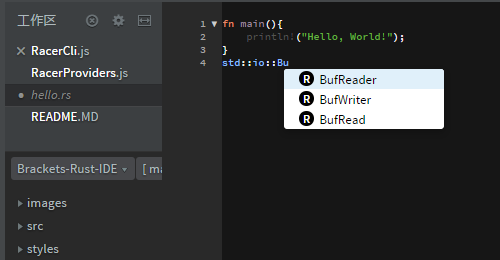 工作区
RacerCli.js
RacerProviders.js
hello.rs
README.MD
Brackets-Rust-IDE
[ ma
images
src
styles
1 fn main(){
2 println!("Hello, World!");
3 }
4 std::io::Bu
R BufReader
R BufWriter
R BufRead